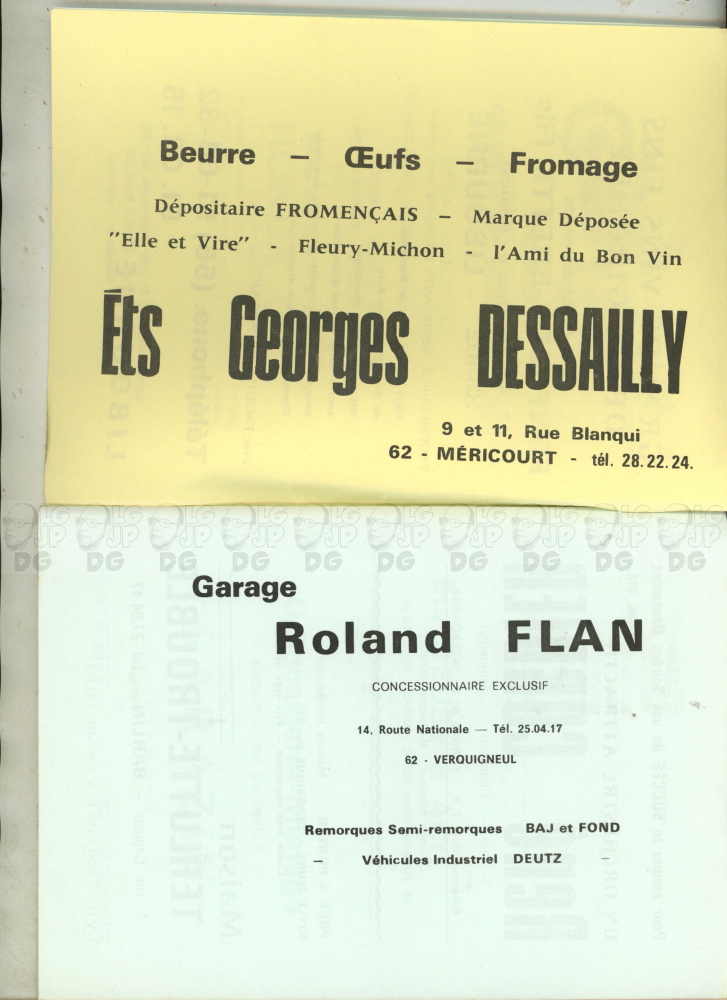 Beurre – Œufs – Fromage
Dépositaire FROMENÇAIS – Marque Déposée
"Elle et Vire" - Fleury-Michon - l'Ami du Bon Vin
Éts Georges DESSAILLY
9 et 11, Rue Blanqui
62 - MÉRICOURT - tél. 28.22.24.
Garage
Roland FLAN
CONCESSIONNAIRE EXCLUSIF
14, Route Nationale — Tél. 25.04.17
62 - VERQUIGNEUL
Remorques Semi-remorques BAJ et FOND
– Véhicules Industriel DEUTZ –